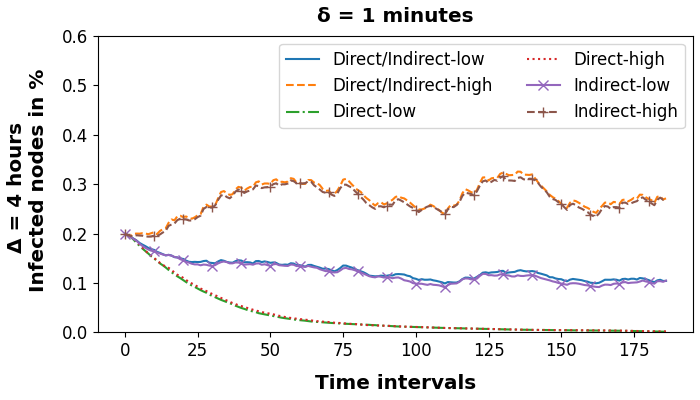 δ = 1 minutes
Δ = 4 hours
Infected nodes in %
0.6
0.5
0.4
0.3
0.2
0.1
0.0
Direct/Indirect-low
Direct/Indirect-high
Direct-low
Direct-high
Indirect-low
Indirect-high
0 25 50 75 100 125 150 175
Time intervals